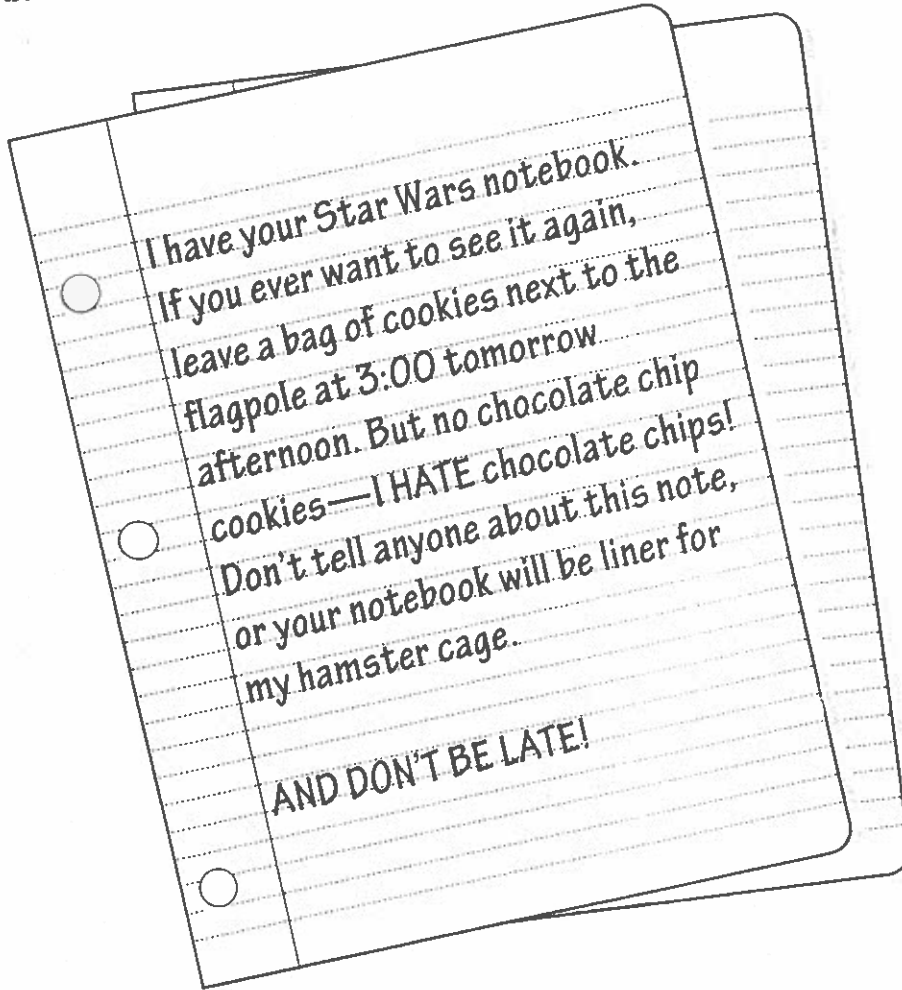 I have your Star Wars notebook.
If you ever want to see it again,
leave a bag of cookies next to the
flagpole at 3:00 tomorrow
afternoon. But no chocolate chip
cookies—I HATE chocolate chips!
Don't tell anyone about this note,
or your notebook will be liner for
my hamster cage.
AND DON'T BE LATE!